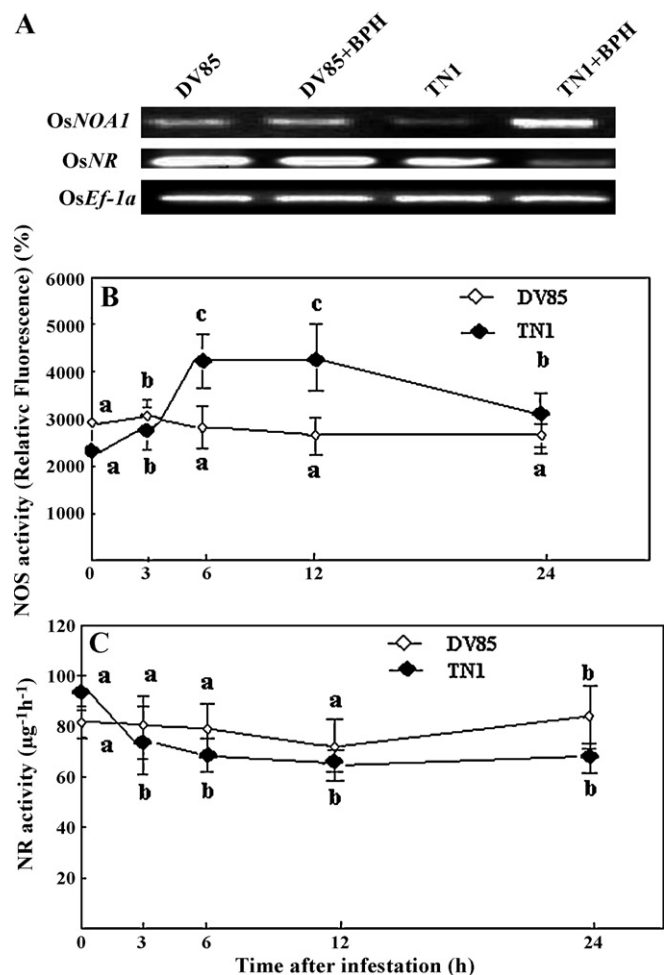 A
DV85
DV85+BPH
TN1
TN1+BPH
OsNOA1
OsNR
OsEf-1a
NOS activity (Relativc Fluorescence) (%)
B
DV85
TN1
6000
5000
4000
3000
2000
1000
a
b
c
c
b
a
b
a
a
a
0
3
6
12
24
NR activity (µg⁻¹h⁻¹)
C
DV85
TN1
120
100
80
60
40
20
0
a
a
a
a
b
a
b
b
b
b
0
3
6
12
24
Time after infestation (h)